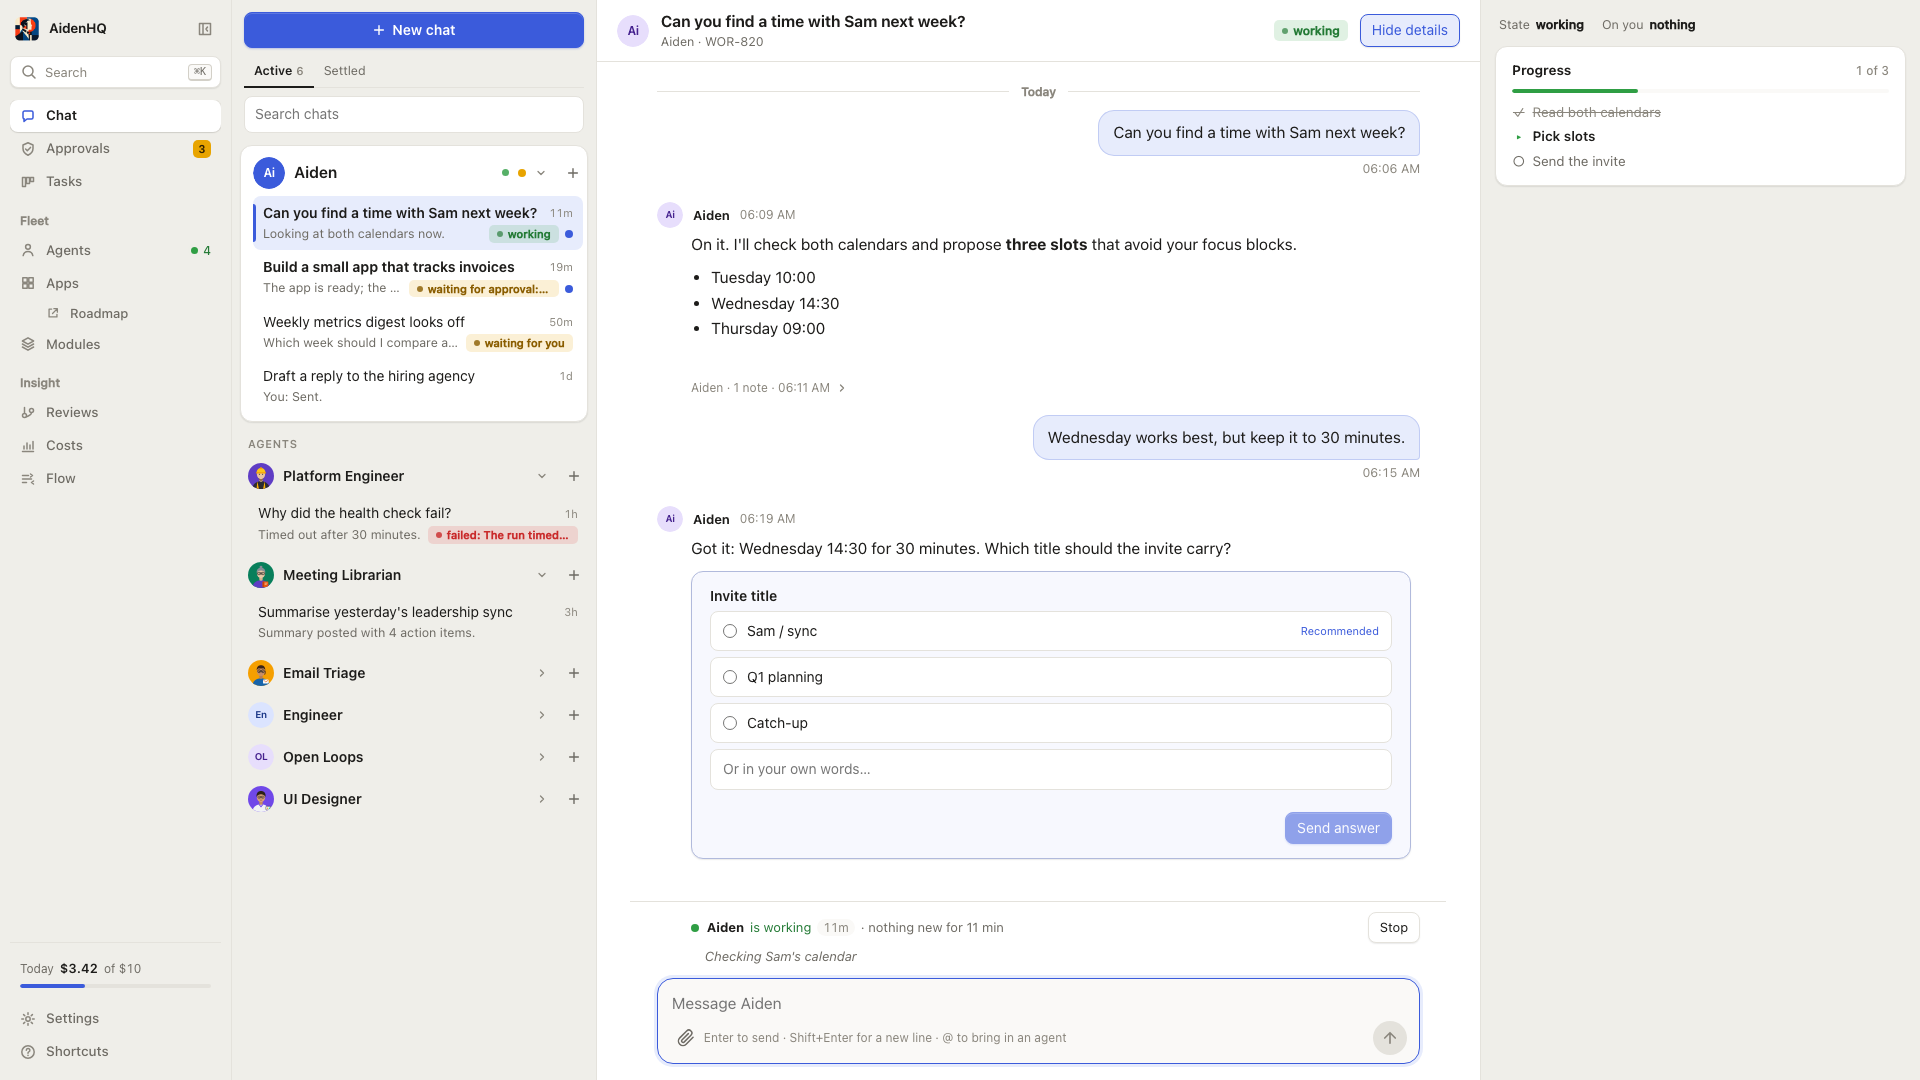 AidenHQ
Search ⌘K
Chat
Approvals 3
Tasks
Fleet
Agents 4
Apps
Roadmap
Modules
Insight
Reviews
Costs
Flow
Today $3.42 of $10
Settings
Shortcuts
+ New chat
Active 6 Settled
Search chats
Ai Aiden
Can you find a time with Sam next week? 11m
Looking at both calendars now. working
Build a small app that tracks invoices 19m
The app is ready; the … waiting for approval:…
Weekly metrics digest looks off 50m
Which week should I compare a… waiting for you
Draft a reply to the hiring agency 1d
You: Sent.
AGENTS
Platform Engineer
Why did the health check fail? 1h
Timed out after 30 minutes. failed: The run timed…
Meeting Librarian
Summarise yesterday's leadership sync 3h
Summary posted with 4 action items.
Email Triage
En Engineer
OL Open Loops
UI Designer
Ai Can you find a time with Sam next week?
Aiden · WOR-820
working Hide details
Today
Can you find a time with Sam next week?
06:06 AM
Ai Aiden 06:09 AM
On it. I'll check both calendars and propose three slots that avoid your focus blocks.
• Tuesday 10:00
• Wednesday 14:30
• Thursday 09:00
Aiden · 1 note · 06:11 AM
Wednesday works best, but keep it to 30 minutes.
06:15 AM
Ai Aiden 06:19 AM
Got it: Wednesday 14:30 for 30 minutes. Which title should the invite carry?
Invite title
Sam / sync Recommended
Q1 planning
Catch-up
Or in your own words…
Send answer
Aiden is working 11m · nothing new for 11 min Stop
Checking Sam's calendar
Message Aiden
Enter to send · Shift+Enter for a new line · @ to bring in an agent
State working On you nothing
Progress 1 of 3
Read both calendars
Pick slots
Send the invite